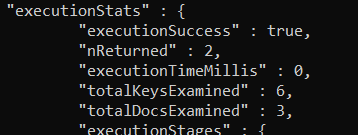 "executionStats" : {
"executionSuccess" : true,
"nReturned" : 2,
"executionTimeMillis" : 0,
"totalKeysExamined" : 6,
"totalDocsExamined" : 3,
"executionStages" : {